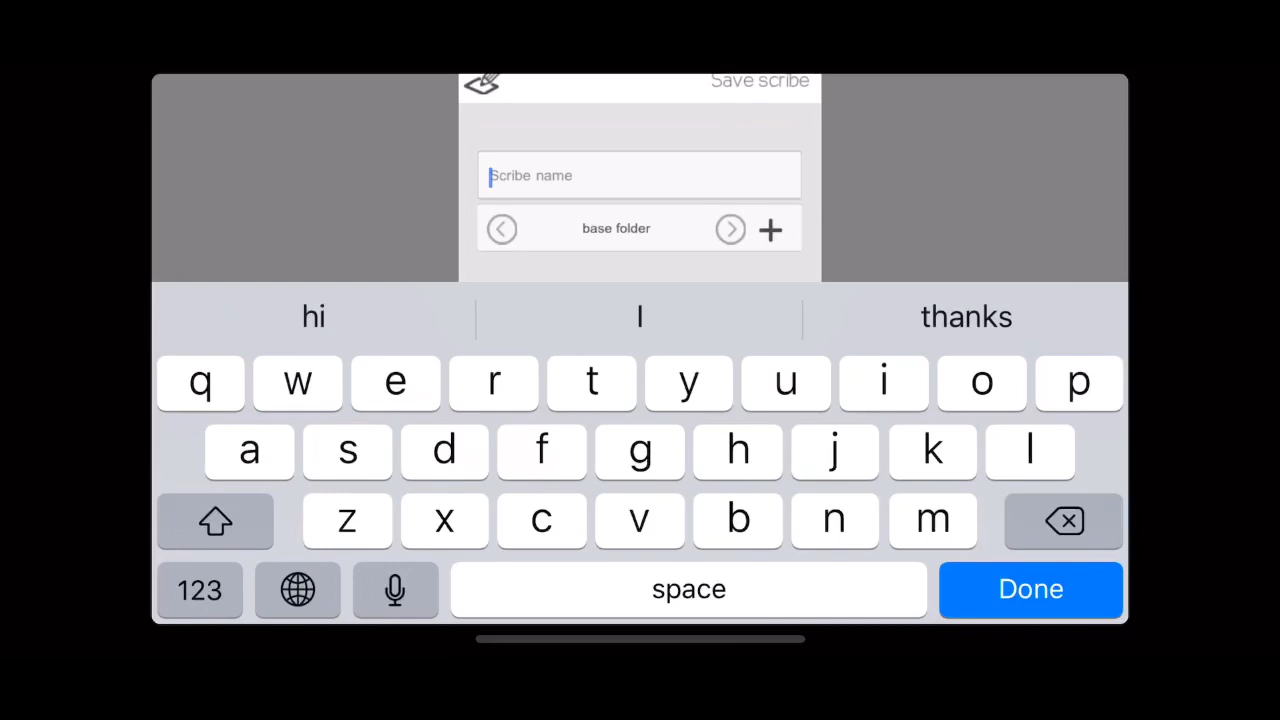 Save scribe
Scribe name
base folder
hi I thanks
q w e r t y u i o p
a s d f g h j k l
z x c v b n m
123 space Done